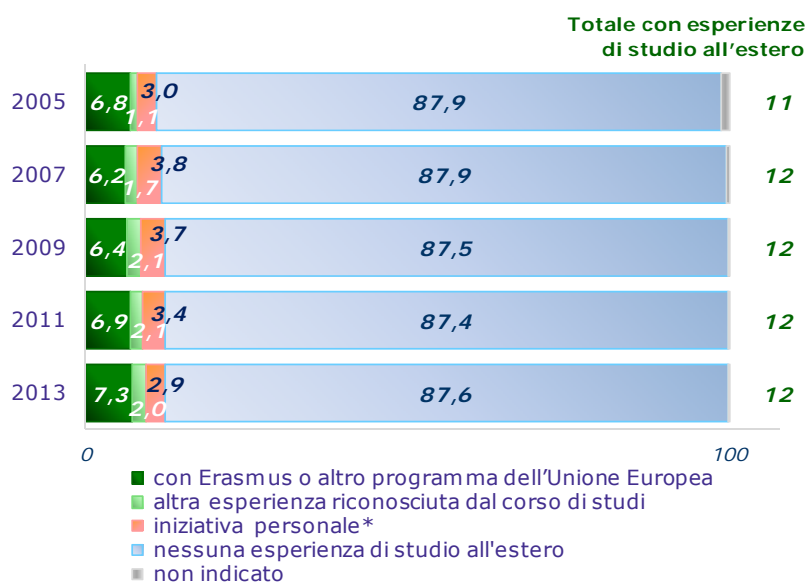 Totale con esperienze
di studio all'estero
2005 6,8 1,1 3,0 87,9 11
2007 6,2 1,7 3,8 87,9 12
2009 6,4 2,1 3,7 87,5 12
2011 6,9 2,1 3,4 87,4 12
2013 7,3 2,0 2,9 87,6 12
0 100
con Erasmus o altro programma dell'Unione Europea
altra esperienza riconosciuta dal corso di studi
iniziativa personale*
nessuna esperienza di studio all'estero
non indicato